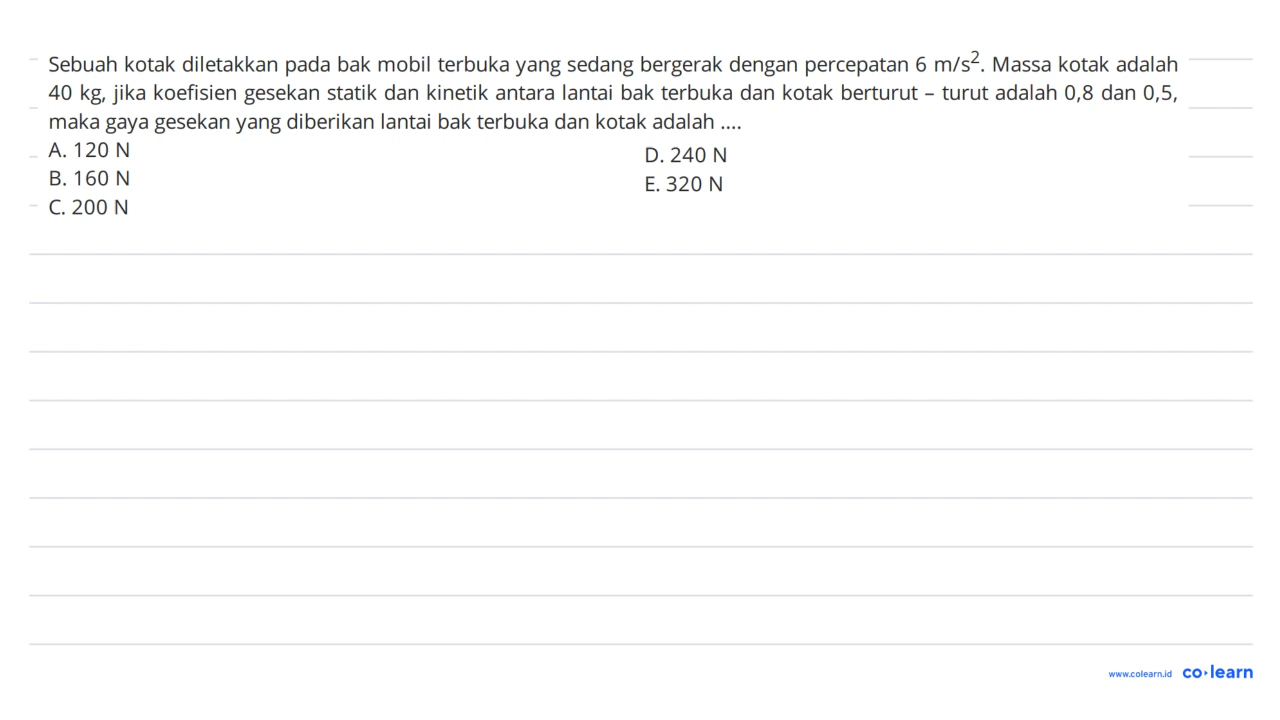 Sebuah kotak diletakkan pada bak mobil terbuka yang sedang bergerak dengan percepatan 6 m/s². Massa kotak adalah
40 kg, jika koefisien gesekan statik dan kinetik antara lantai bak terbuka dan kotak berturut – turut adalah 0,8 dan 0,5,
maka gaya gesekan yang diberikan lantai bak terbuka dan kotak adalah ....
A. 120 N
B. 160 N
C. 200 N
D. 240 N
E. 320 N
www.colearn.id co·learn